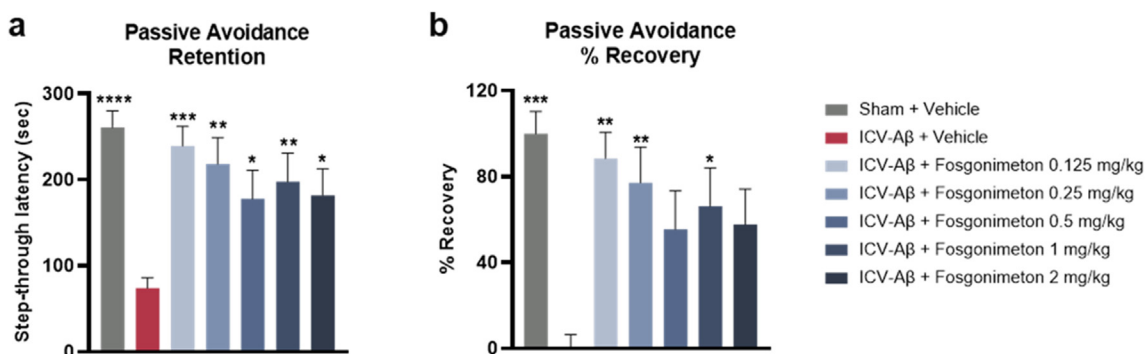 a
Passive Avoidance
Retention
Step-through latency (sec)
300
200
100
0
****
***
**
*
**
*
b
Passive Avoidance
% Recovery
% Recovery
120
80
40
0
***
**
**
*
Sham + Vehicle
ICV-Aβ + Vehicle
ICV-Aβ + Fosgonimeton 0.125 mg/kg
ICV-Aβ + Fosgonimeton 0.25 mg/kg
ICV-Aβ + Fosgonimeton 0.5 mg/kg
ICV-Aβ + Fosgonimeton 1 mg/kg
ICV-Aβ + Fosgonimeton 2 mg/kg